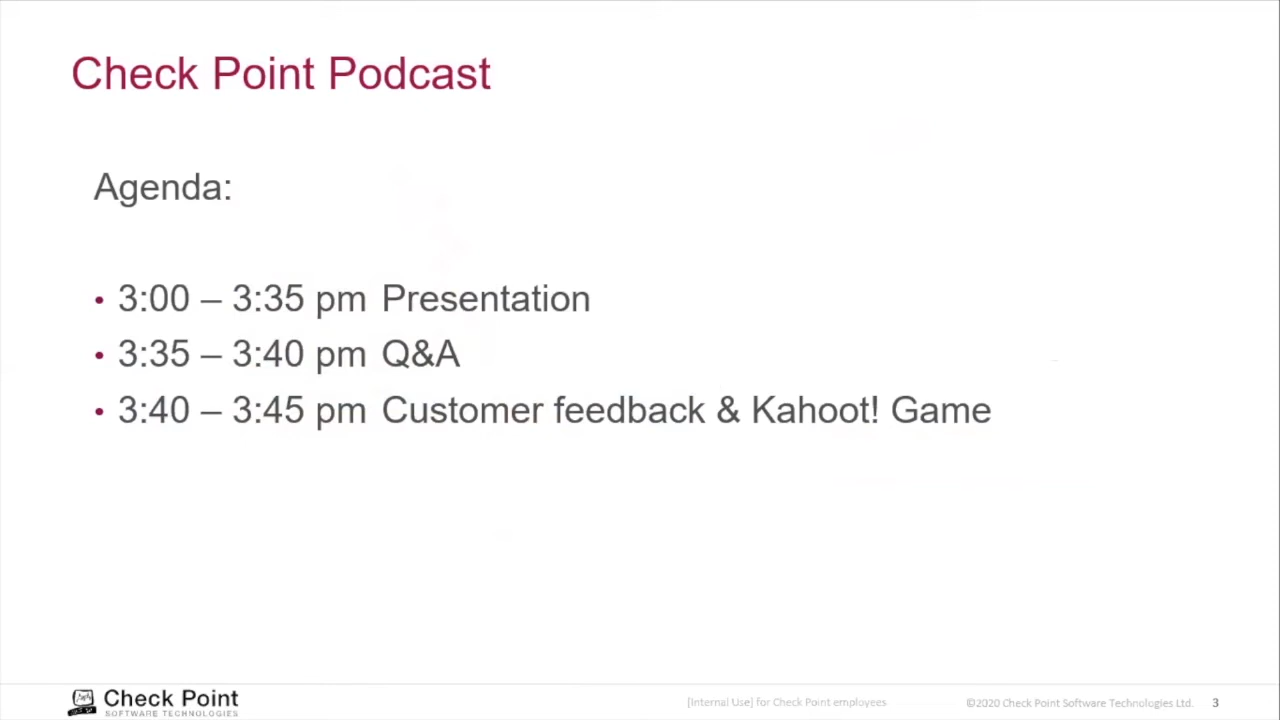 Check Point Podcast
Agenda:
• 3:00 – 3:35 pm Presentation
• 3:35 – 3:40 pm Q&A
• 3:40 – 3:45 pm Customer feedback & Kahoot! Game
Check Point
SOFTWARE TECHNOLOGIES
[Internal Use] for Check Point employees
©2020 Check Point Software Technologies Ltd.
3